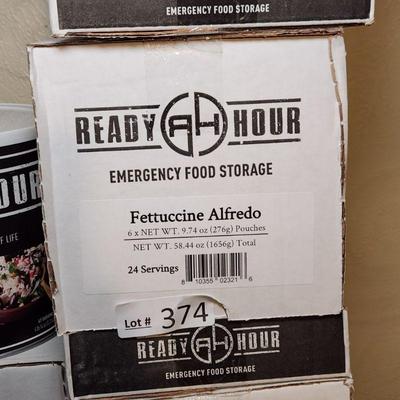 EMERGENCY FOOD STORAGE
READY RH HOUR
EMERGENCY FOOD STORAGE
Fettuccine Alfredo
6 x NET WT. 9.74 oz (276g) Pouches
NET WT. 58.44 oz (1656g) Total
24 Servings
8 10355 02321 6
HOUR
F LIFE
Lot # 374
READY RH HOUR
EMERGENCY FOOD STORAGE